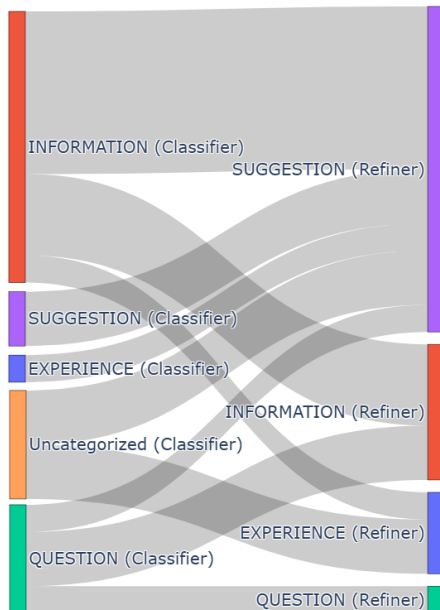 INFORMATION (Classifier)
SUGGESTION (Refiner)
SUGGESTION (Classifier)
EXPERIENCE (Classifier)
INFORMATION (Refiner)
Uncategorized (Classifier)
EXPERIENCE (Refiner)
QUESTION (Classifier)
QUESTION (Refiner)